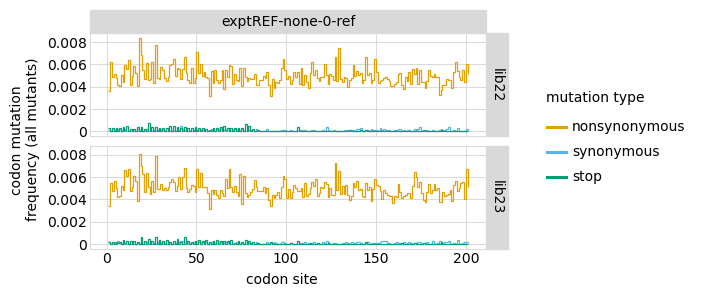 exptREF-none-0-ref
0.008
0.006
0.004
0.002
0
lib22
0.008
0.006
0.004
0.002
0
lib23
codon mutation
frequency (all mutants)
0
50
100
150
200
codon site
mutation type
nonsynonymous
synonymous
stop